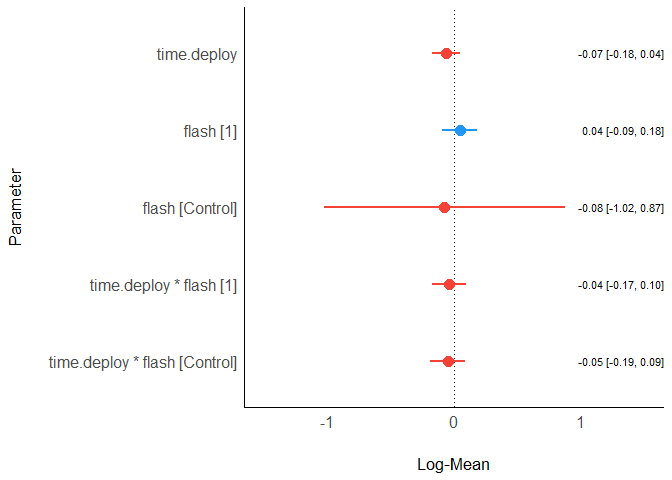 time.deploy
-0.07 [-0.18, 0.04]
flash [1]
0.04 [-0.09, 0.18]
flash [Control]
-0.08 [-1.02, 0.87]
time.deploy * flash [1]
-0.04 [-0.17, 0.10]
time.deploy * flash [Control]
-0.05 [-0.19, 0.09]
Parameter
-1
0
1
Log-Mean